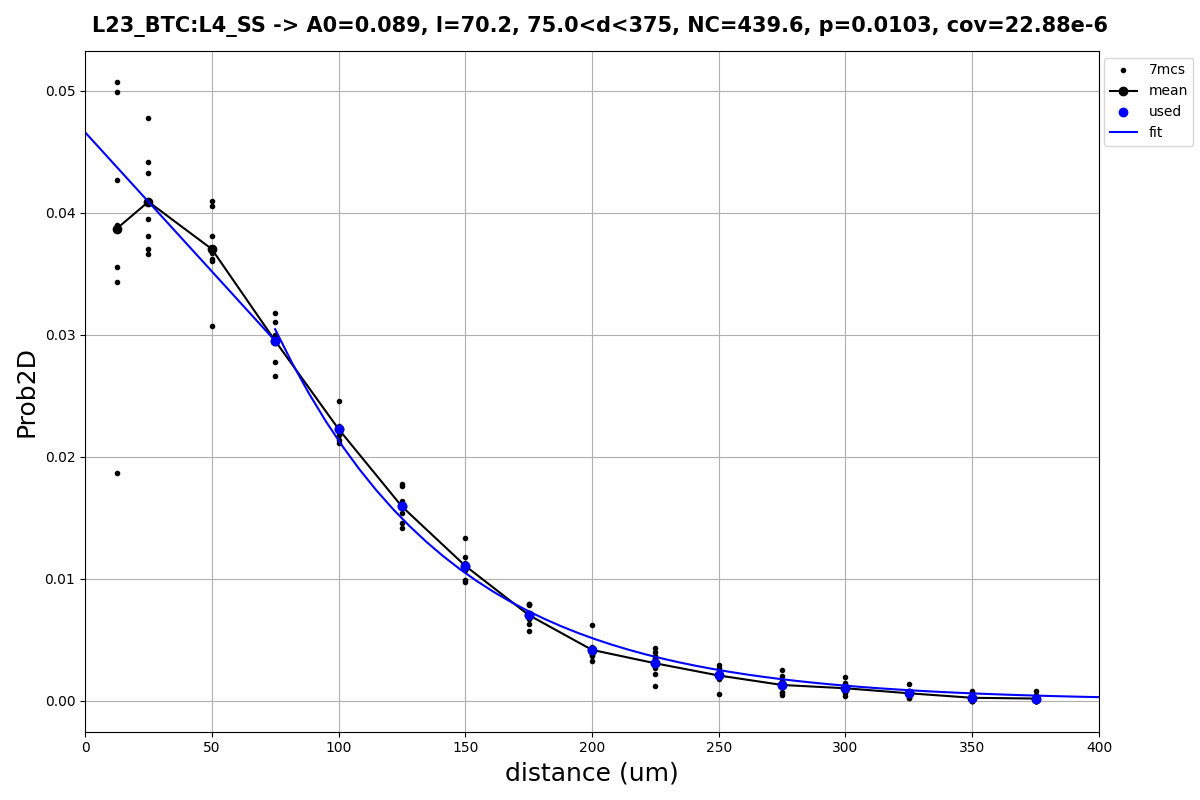 L23_BTC:L4_SS -> A0=0.089, l=70.2, 75.0<d<375, NC=439.6, p=0.0103, cov=22.88e-6
7mcs
mean
used
fit
0.05
0.04
0.03
0.02
0.01
0.00
Prob2D
0
50
100
150
200
250
300
350
400
distance (um)